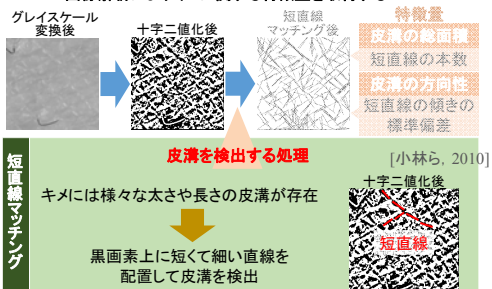 グレイスケール
変換後
十字二値化後
短直線
マッチング後
特徴量
皮溝の総面積
短直線の本数
皮溝の方向性
短直線の傾きの
標準偏差
皮溝を検出する処理
[小林ら, 2010]
短直線マッチング
キメには様々な太さや長さの皮溝が存在
黒画素上に短くて細い直線を
配置して皮溝を検出
十字二値化後
短直線